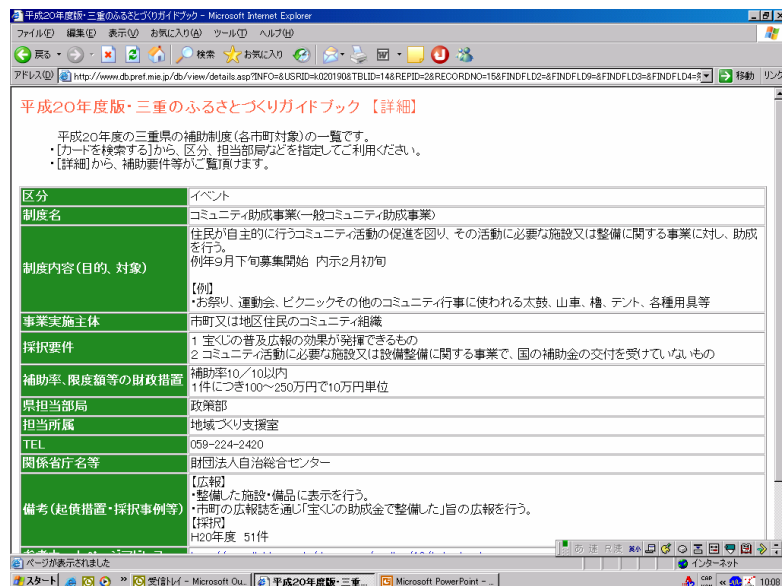 平成20年度版・三重のふるさとづくりガイドブック - Microsoft Internet Explorer
ファイル(F) 編集(E) 表示(V) お気に入り(A) ツール(T) ヘルプ(H)
戻る 検索 お気に入り
アドレス(D) http://www.db.pref.mie.jp/db/view/details.asp?INFO=&USRID=k020190&TBLID=14&REPID=2&RECORDNO=15&FINDFLD2=&FINDFLD9=&FINDFLD3=&FINDFLD4= 移動 リンク
平成20年度版・三重のふるさとづくりガイドブック 【詳細】
平成20年度の三重県の補助制度(各市町対象)の一覧です。
・[カードを検索する]から、区分、担当部局などを指定してご利用ください。
・[詳細]から、補助要件等がご覧頂けます。
区分 イベント
制度名 コミュニティ助成事業(一般コミュニティ助成事業)
制度内容(目的、対象) 住民が自主的に行うコミュニティ活動の促進を図り、その活動に必要な施設又は整備に関する事業に対し、助成
を行う。
例年9月下旬募集開始 内示2月初旬
【例】
・お祭り、運動会、ピクニックその他のコミュニティ行事に使われる太鼓、山車、櫓、テント、各種用具等
事業実施主体 市町又は地区住民のコミュニティ組織
採択要件 1 宝くじの普及広報の効果が発揮できるもの
2 コミュニティ活動に必要な施設又は設備整備に関する事業で、国の補助金の交付を受けていないもの
補助率、限度額等の財政措置 補助率10/10以内
1件につき100~250万円で10万円単位
県担当部局 政策部
担当所属 地域づくり支援室
TEL 059-224-2420
関係省庁名等 財団法人自治総合センター
備考(起債措置・採択事例等) 【広報】
・整備した施設・備品に表示を行う。
・市町の広報誌を通じ「宝くじの助成金で整備した」旨の広報を行う。
【採択】
H20年度 51件
ページが表示されました インターネット
スタート 受信トレイ - Microsoft Ou... 平成20年度版・三重... Microsoft PowerPoint - ... 11:08